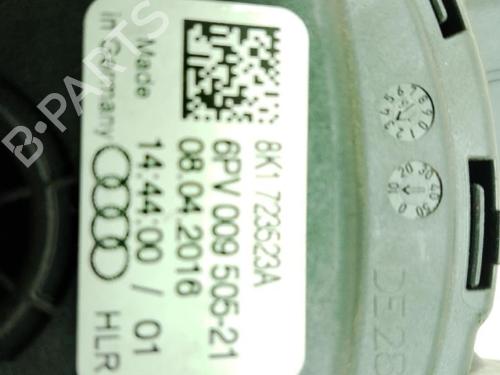 8K1 723523A
6PV 009 505-21
08.04.2016
14:44:00 / 01
Made
in Germany
HLR
DE28
B-PARTS